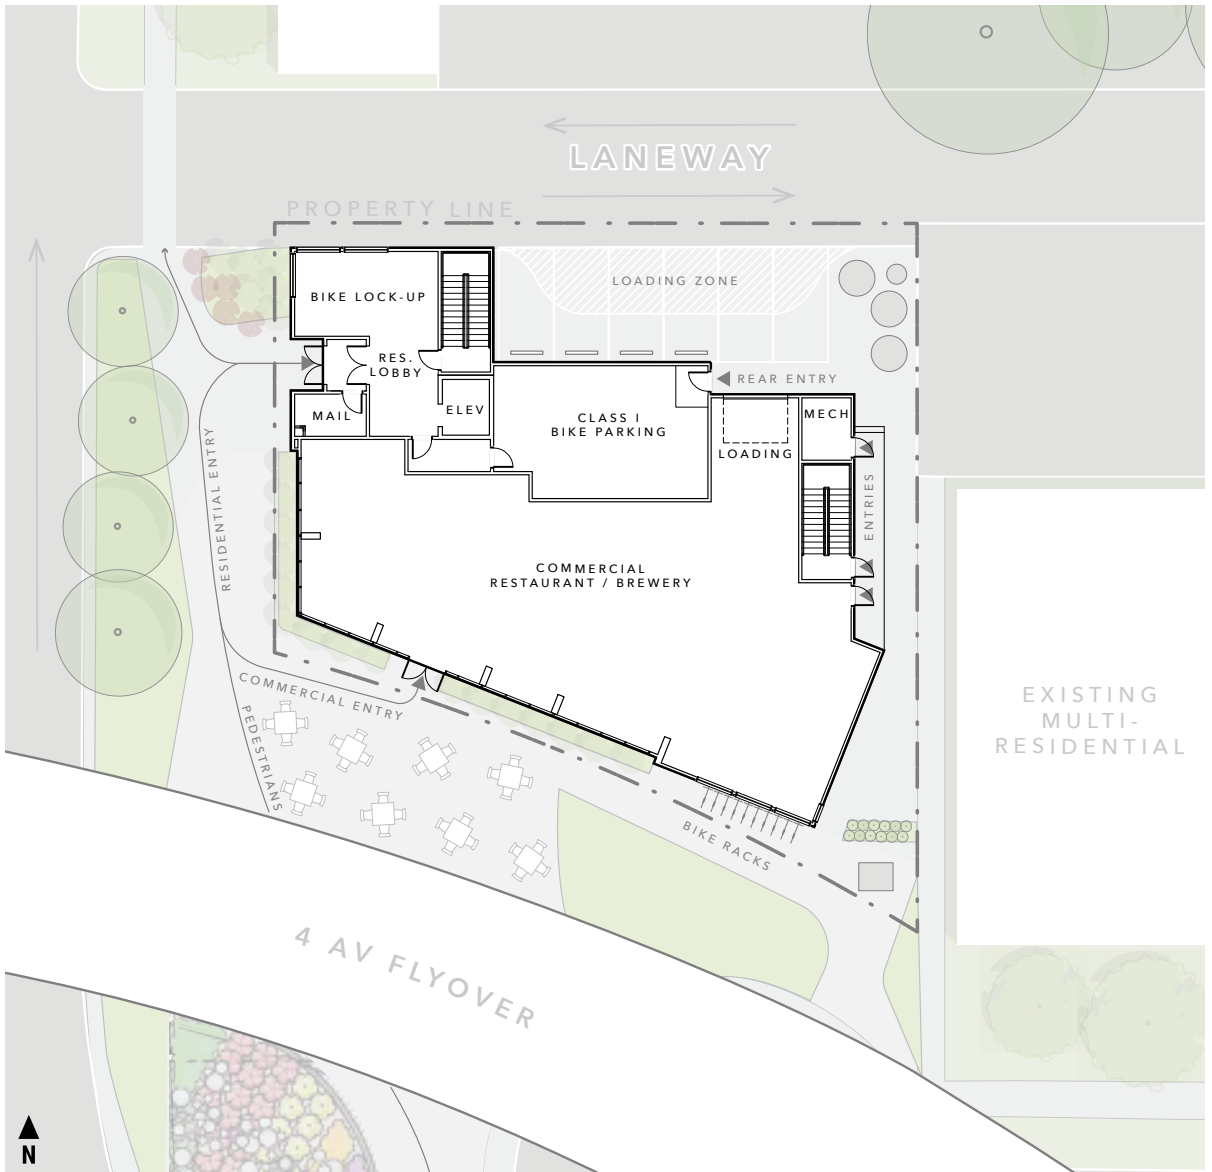 LANEWAY
PROPERTY LINE
LOADING ZONE
BIKE LOCK-UP
RES.
LOBBY
REAR ENTRY
MAIL
ELEV
CLASS I
BIKE PARKING
MECH
LOADING
RESIDENTIAL ENTRY
ENTRIES
COMMERCIAL
RESTAURANT / BREWERY
COMMERCIAL ENTRY
PEDESTRIANS
EXISTING
MULTI-
RESIDENTIAL
BIKE RACKS
4 AV FLYOVER
N